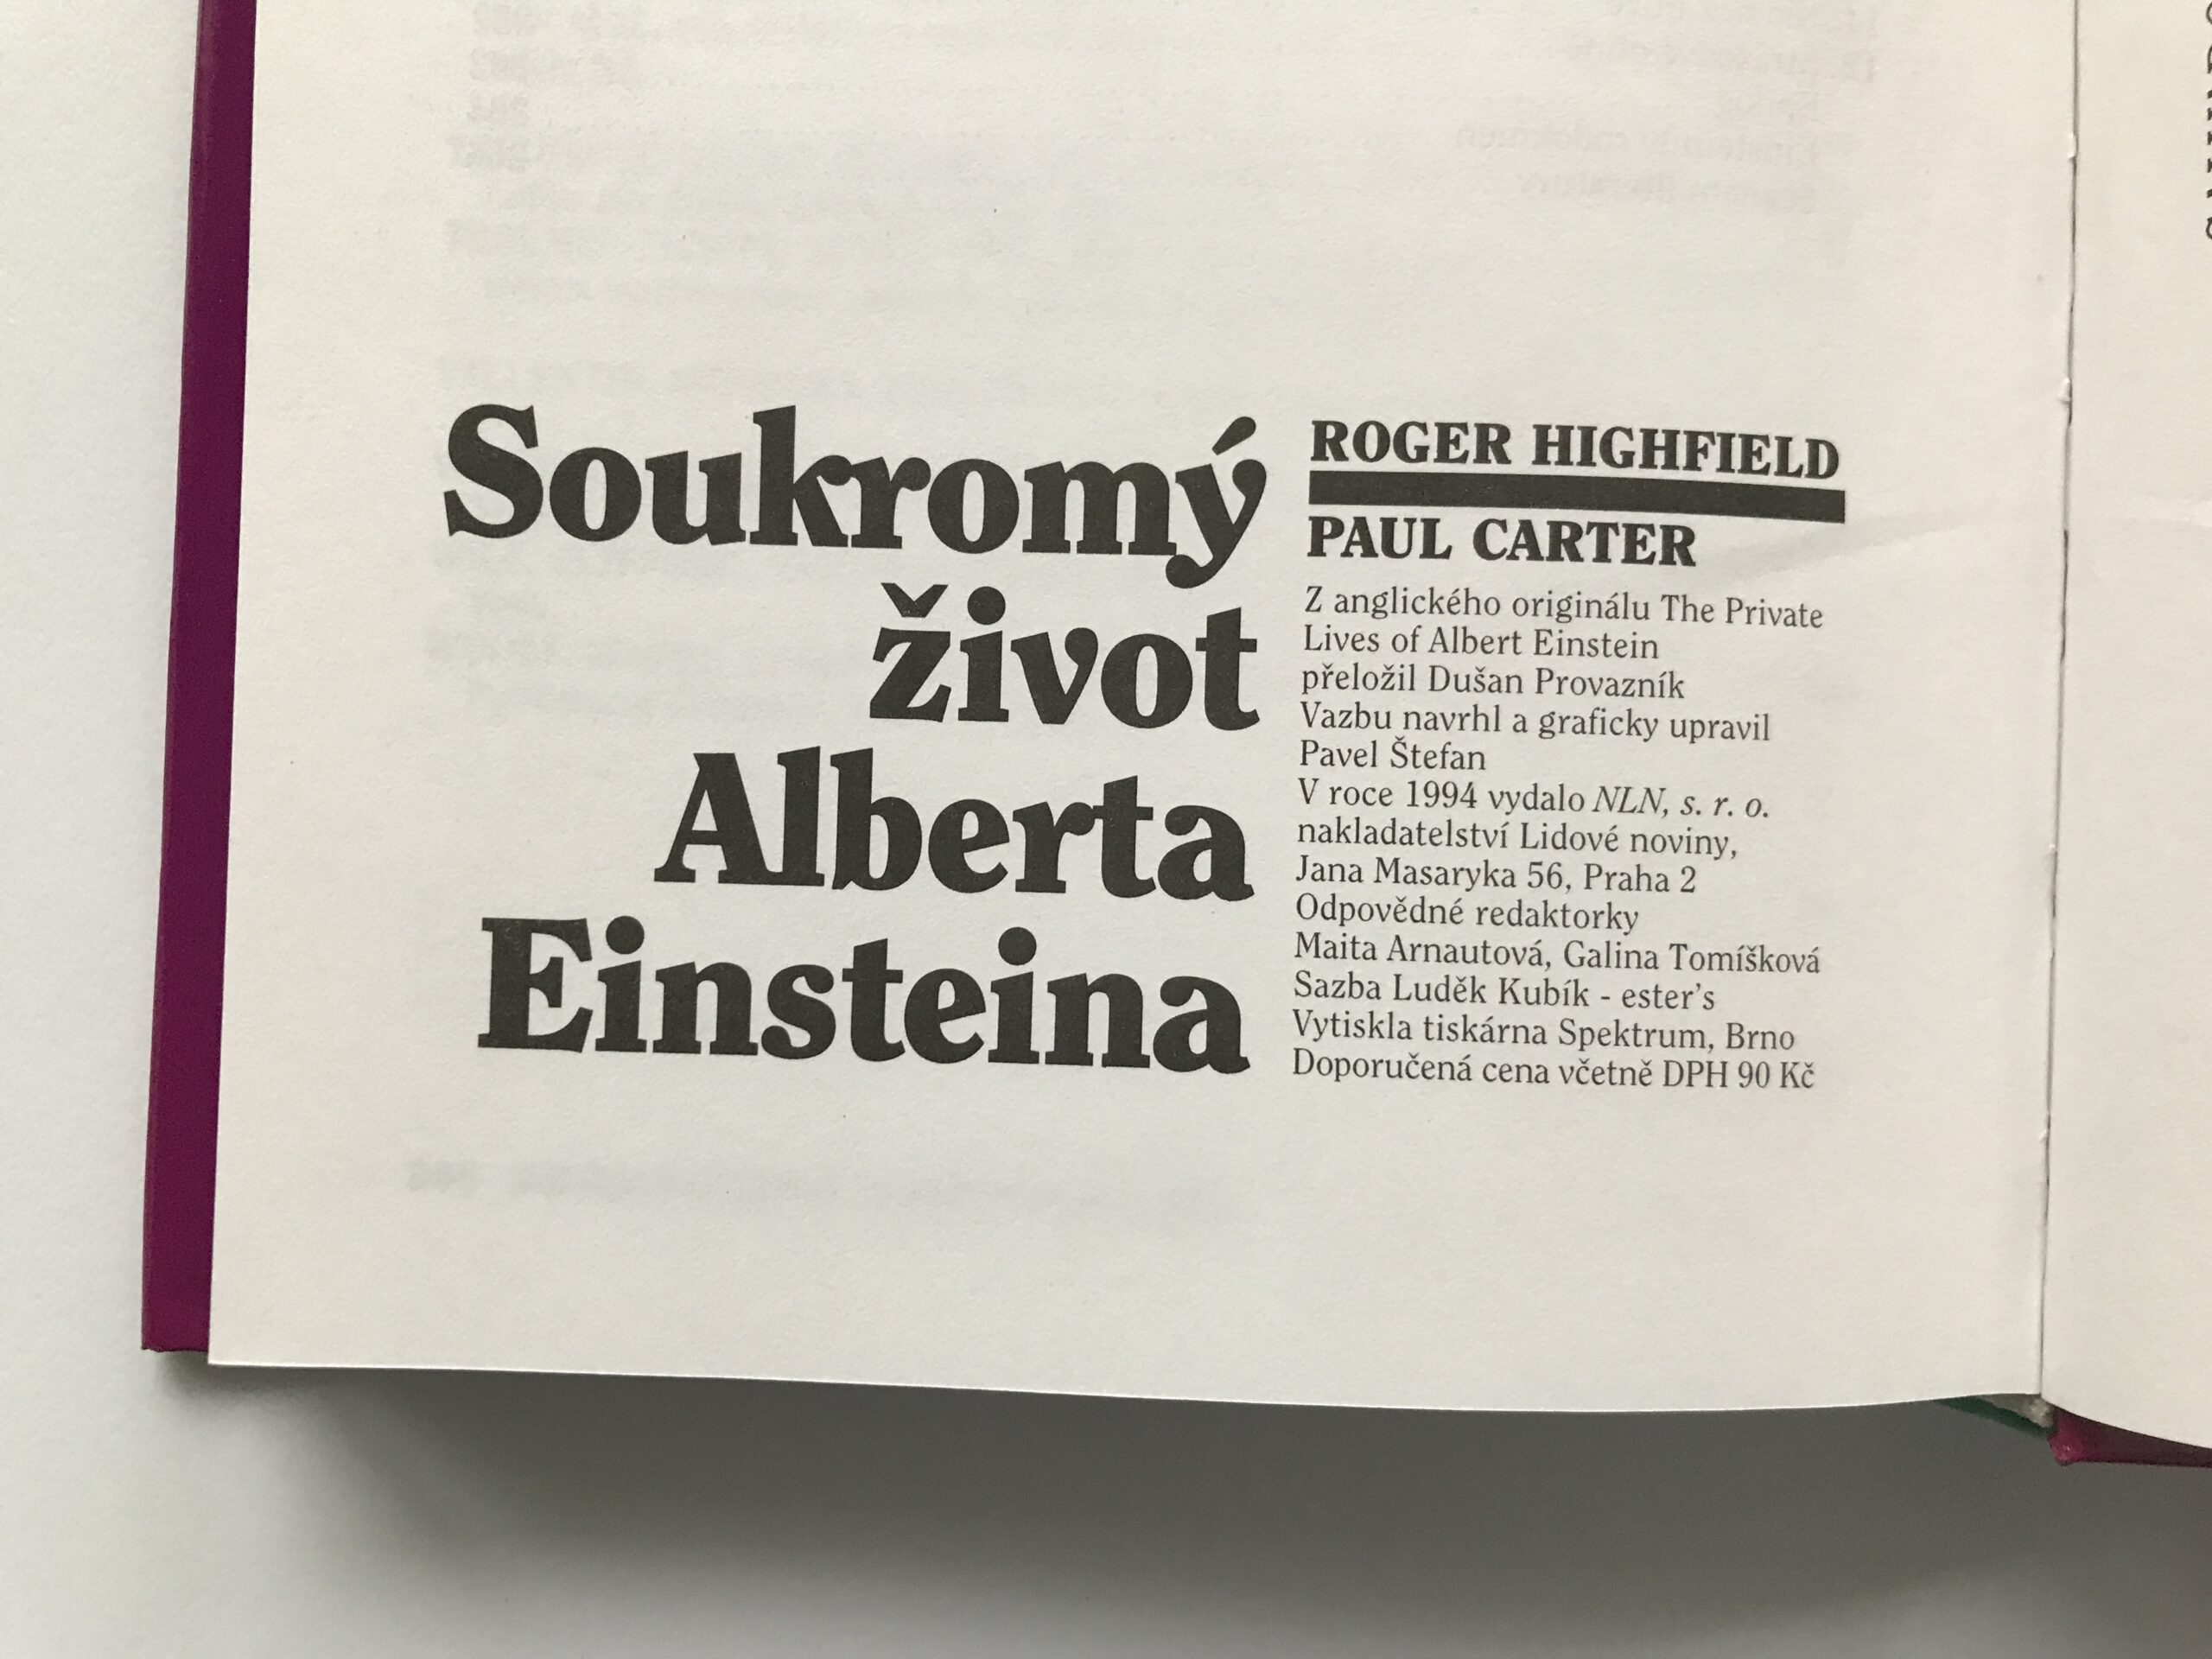 Soukromý
život
Alberta
Einsteina
ROGER HIGHFIELD
PAUL CARTER
Z anglického originálu The Private
Lives of Albert Einstein
přeložil Dušan Provazník
Vazbu navrhl a graficky upravil
Pavel Štefan
V roce 1994 vydalo NLN, s. r. o.
nakladatelství Lidové noviny,
Jana Masaryka 56, Praha 2
Odpovědné redaktorky
Maita Arnautová, Galina Tomíšková
Sazba Luděk Kubík - ester's
Vytiskla tiskárna Spektrum, Brno
Doporučená cena včetně DPH 90 Kč